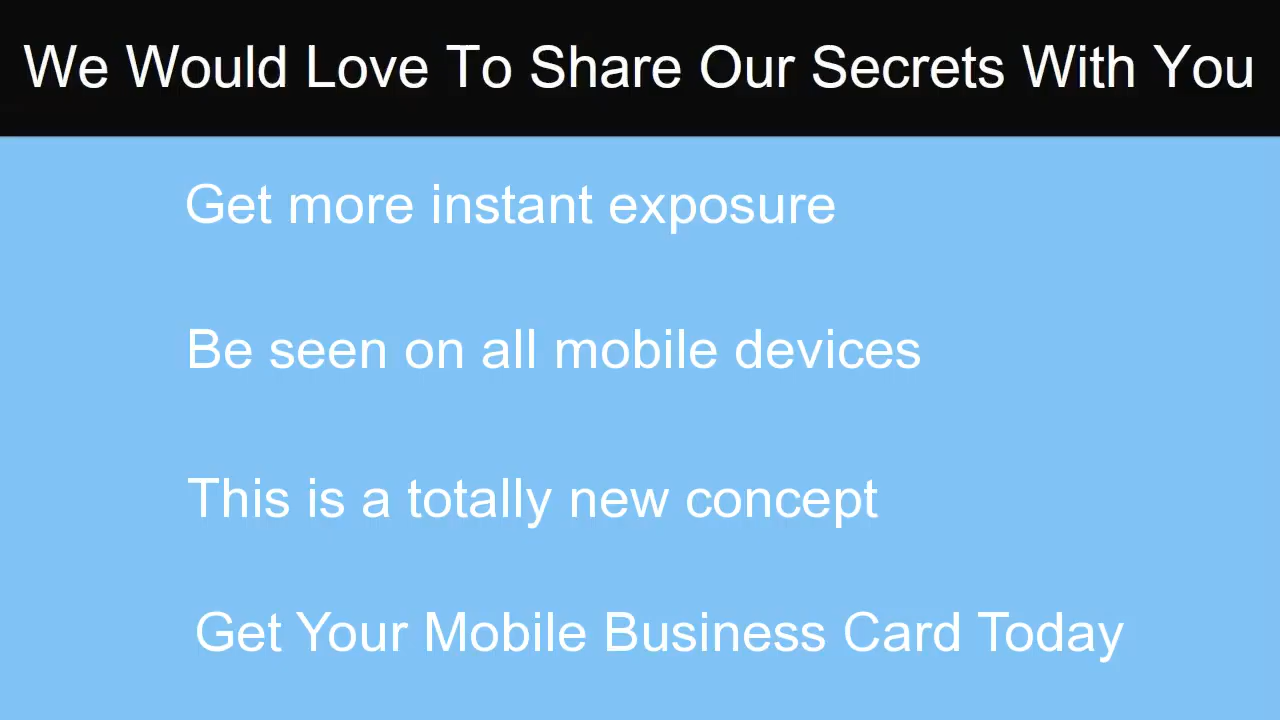 We Would Love To Share Our Secrets With You
Get more instant exposure
Be seen on all mobile devices
This is a totally new concept
Get Your Mobile Business Card Today